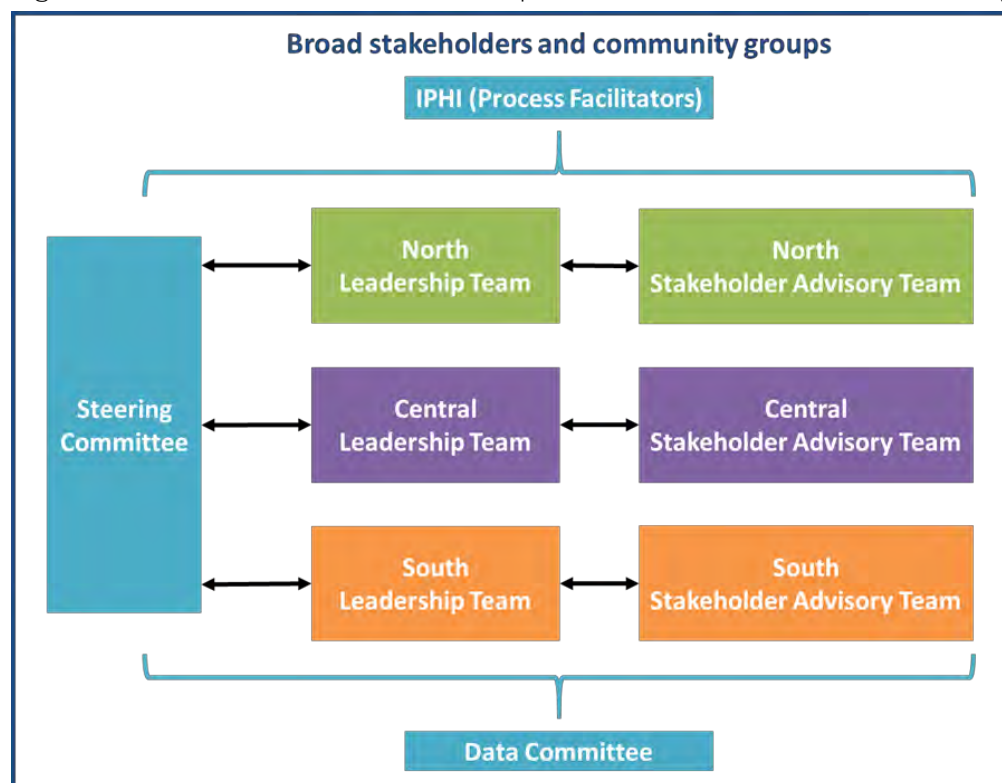 Broad stakeholders and community groups
IPHI (Process Facilitators)
North
Leadership Team
North
Stakeholder Advisory Team
Steering
Committee
Central
Leadership Team
Central
Stakeholder Advisory Team
South
Leadership Team
South
Stakeholder Advisory Team
Data Committee